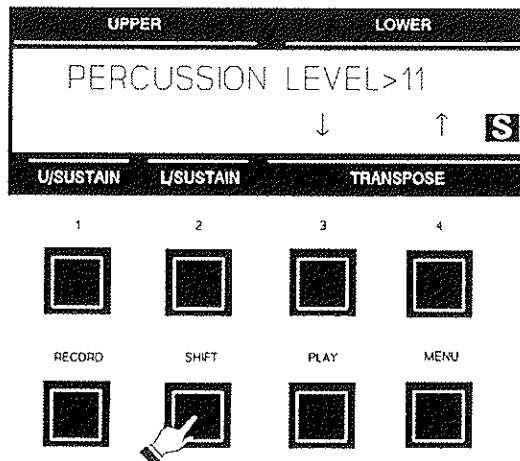 UPPER LOWER
PERCUSSION LEVEL>11
↓ ↑ S
U/SUSTAIN L/SUSTAIN TRANSPOSE
1 2 3 4
RECORD SHIFT PLAY MENU